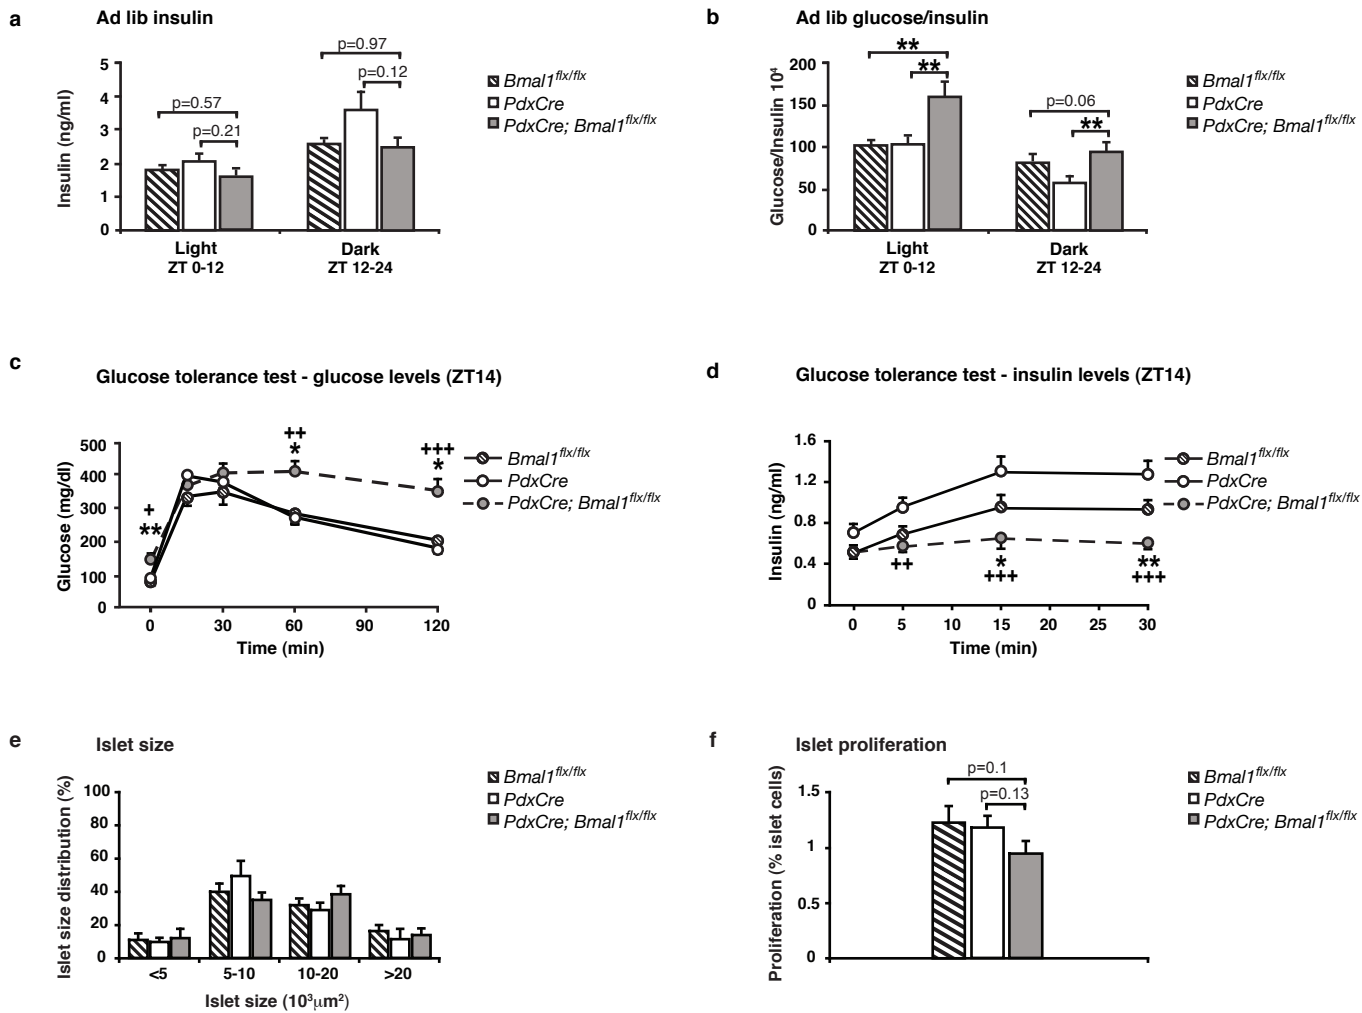 a
Ad lib insulin
Insulin (ng/ml)
5
4
3
2
1
0
p=0.57
p=0.21
p=0.97
p=0.12
Light
ZT 0-12
Dark
ZT 12-24
Bmal1flx/flx
PdxCre
PdxCre; Bmal1flx/flx
b
Ad lib glucose/insulin
Glucose/Insulin 10⁴
200
150
100
50
0
**
**
p=0.06
**
Light
ZT 0-12
Dark
ZT 12-24
Bmal1flx/flx
PdxCre
PdxCre; Bmal1flx/flx
c
Glucose tolerance test - glucose levels (ZT14)
Glucose (mg/dl)
500
400
300
200
100
0
+
**
++
*
+++
*
0
30
60
90
120
Time (min)
Bmal1flx/flx
PdxCre
PdxCre; Bmal1flx/flx
d
Glucose tolerance test - insulin levels (ZT14)
Insulin (ng/ml)
1.6
1.2
0.8
0.4
0
++
*
+++
**
+++
0
5
10
15
20
25
30
Time (min)
Bmal1flx/flx
PdxCre
PdxCre; Bmal1flx/flx
e
Islet size
Islet size distribution (%)
100
80
60
40
20
0
<5
5-10
10-20
>20
Islet size (10³μm²)
Bmal1flx/flx
PdxCre
PdxCre; Bmal1flx/flx
f
Islet proliferation
Proliferation (% islet cells)
1.5
1
0.5
0
p=0.1
p=0.13
Bmal1flx/flx
PdxCre
PdxCre; Bmal1flx/flx